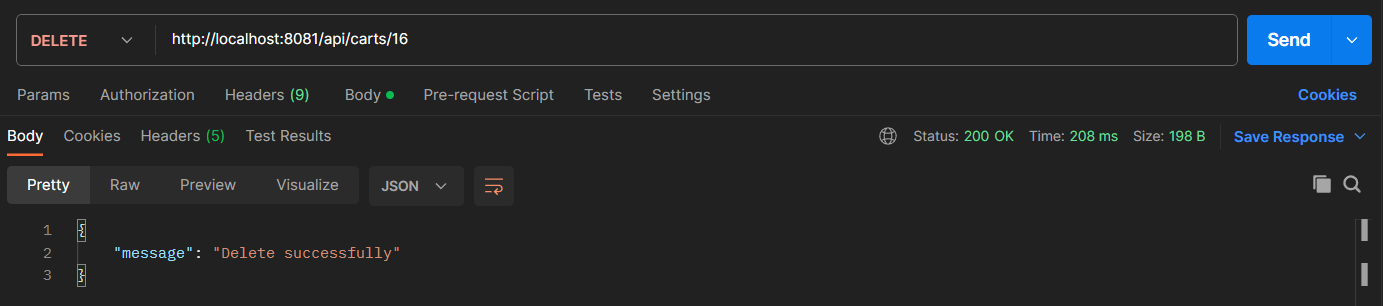 DELETE http://localhost:8081/api/carts/16 Send
Params Authorization Headers (9) Body Pre-request Script Tests Settings Cookies
Body Cookies Headers (5) Test Results Status: 200 OK Time: 208 ms Size: 198 B Save Response
Pretty Raw Preview Visualize JSON
1 {
2 "message": "Delete successfully"
3 }